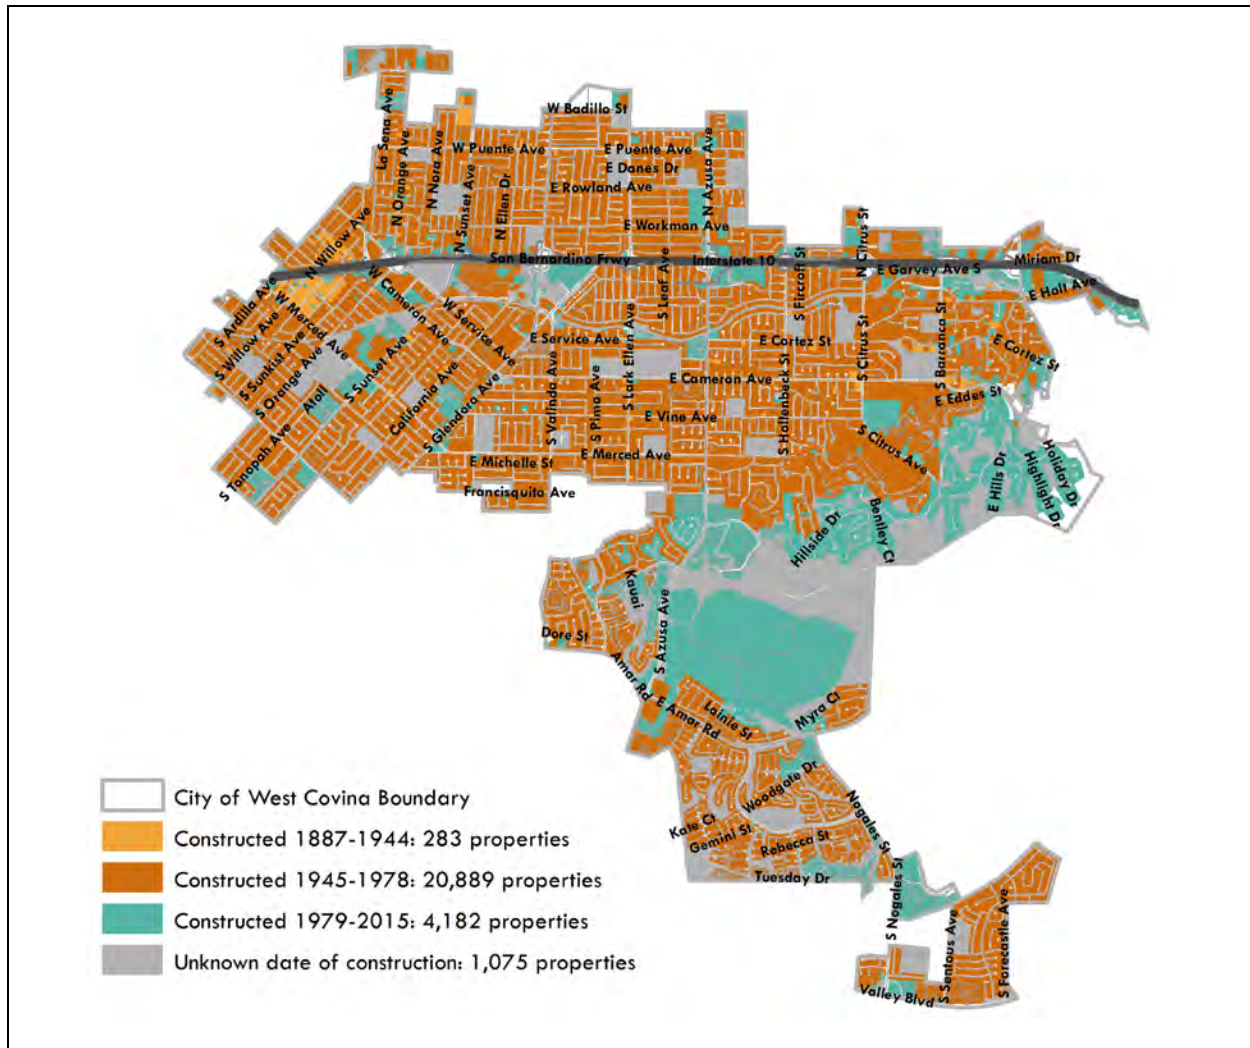 W Badillo St
La Sena Ave
W Puente Ave
E Puente Ave
N Azusa Ave
N Orange Ave
N Nora Ave
E Danes Dr
N Sunset Ave
N Ellen Dr
E Rowland Ave
E Workman Ave
N Citrus St
N Willow Ave
San Bernardino Frwy
Interstate 10
S Fircroft St
E Garvey Ave S
Miriam Dr
E Holt Ave
S Ardilla Ave
W Merced Ave
W Cameron Ave
W Service Ave
S Leaf Ave
S Willow Ave
S Sunkist Ave
S Orange Ave
Atoll
S Sunset Ave
E Service Ave
S Lark Ellen Ave
E Cortez St
S Citrus St
S Barranca St
E Cortez St
California Ave
S Glendora Ave
S Valinda Ave
S Pima Ave
E Cameron Ave
S Hollenbeck St
E Eddes St
E Vine Ave
S Citrus Ave
S Tonopah Ave
E Michelle St
E Merced Ave
Francisquito Ave
E Hills Dr
Highlight Dr
Holiday Dr
Hillside Dr
Bentley Ct
Kauai
S Azusa Ave
Dore St
Amar Rd
E Amar Rd
Lainie St
Myra Ct
Woodgate Dr
Nogales St
Kate Ct
Gemini St
Rebecca St
Tuesday Dr
S Nogales St
S Sentous Ave
S Forecastle Ave
Valley Blvd
City of West Covina Boundary
Constructed 1887-1944: 283 properties
Constructed 1945-1978: 20,889 properties
Constructed 1979-2015: 4,182 properties
Unknown date of construction: 1,075 properties